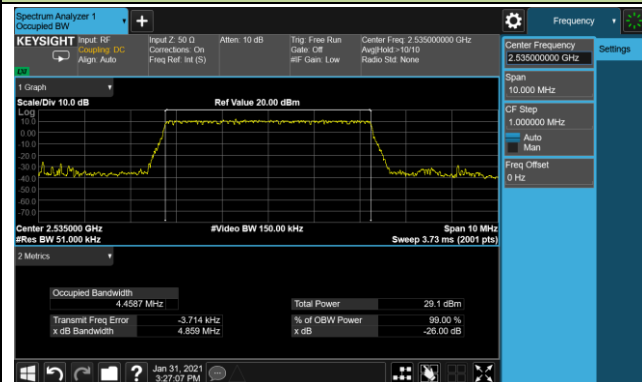 Spectrum Analyzer 1
Occupied BW
Frequency
KEYSIGHT
Input: RF
Coupling: DC
Align: Auto
Input Z: 50 Ω
Corrections: On
Freq Ref: Int (S)
Atten: 10 dB
Trig: Free Run
Gate: Off
#IF Gain: Low
Center Freq: 2.535000000 GHz
Avg|Hold:>10/10
Radio Std: None
Center Frequency
2.535000000 GHz
Settings
Span
10.000 MHz
CF Step
1.000000 MHz
Auto
Man
Freq Offset
0 Hz
1 Graph
Scale/Div 10.0 dB
Ref Value 20.00 dBm
Log
10.0
0.00
-10.0
-20.0
-30.0
-40.0
-50.0
-60.0
-70.0
Center 2.535000 GHz
#Video BW 150.00 kHz
Span 10 MHz
#Res BW 51.000 kHz
Sweep 3.73 ms (2001 pts)
2 Metrics
Occupied Bandwidth
4.4587 MHz
Total Power 29.1 dBm
Transmit Freq Error -3.714 kHz
% of OBW Power 99.00 %
x dB Bandwidth 4.859 MHz
x dB -26.00 dB
Jan 31, 2021
3:27:07 PM